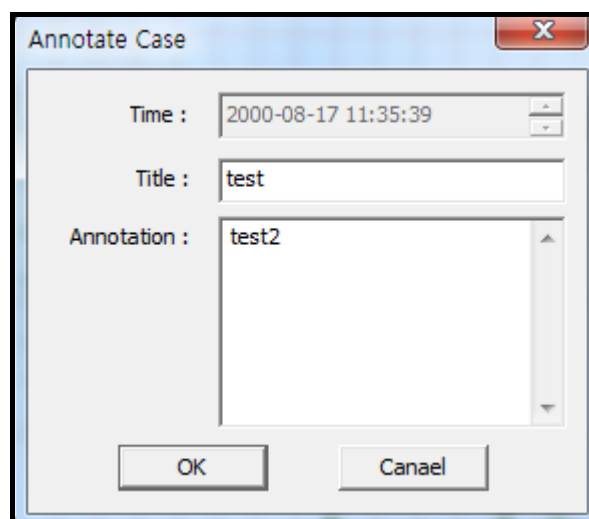 Annotate Case
Time : 2000-08-17 11:35:39
Title : test
Annotation : test2
OK Canael